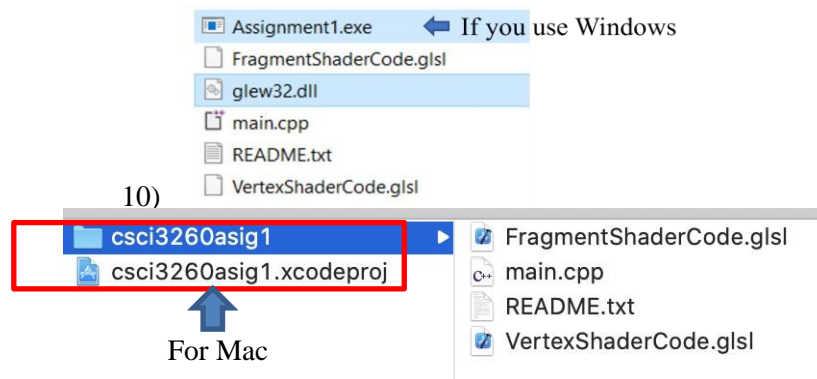 Assignment1.exe If you use Windows
FragmentShaderCode.glsl
glew32.dll
main.cpp
README.txt
VertexShaderCode.glsl
10)
csci3260asig1
csci3260asig1.xcodeproj
For Mac
FragmentShaderCode.glsl
C++ main.cpp
README.txt
VertexShaderCode.glsl